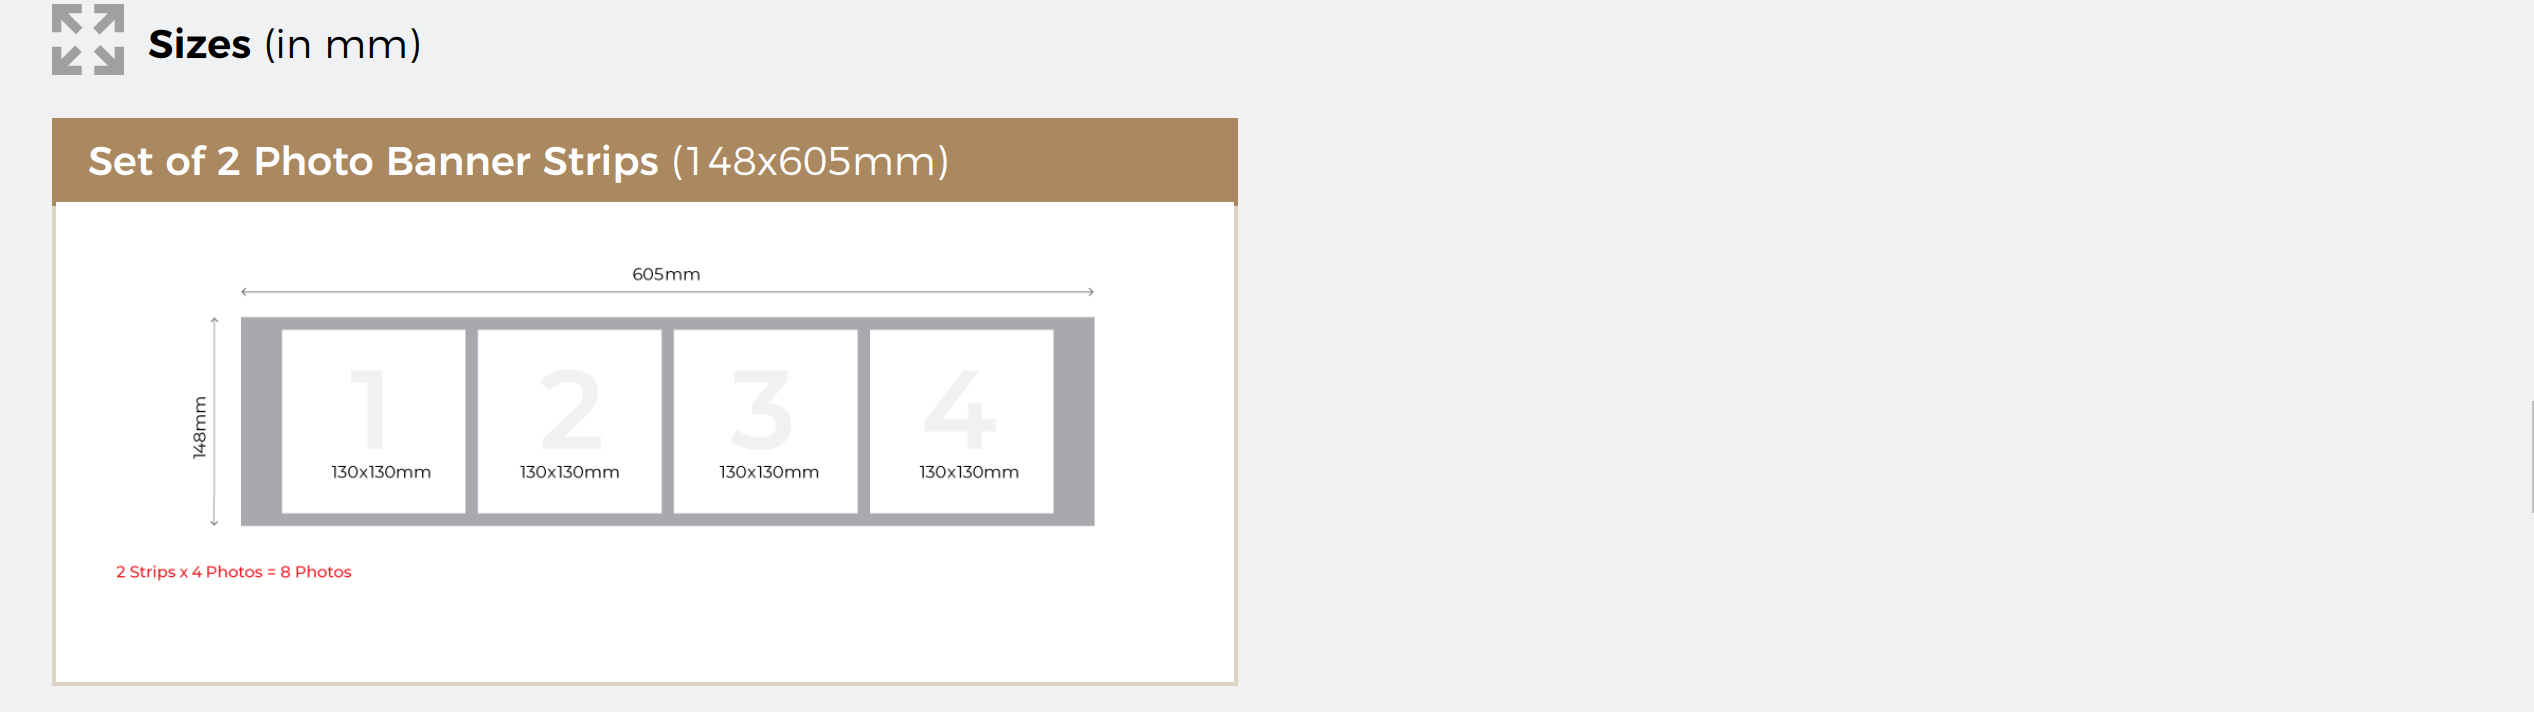 Sizes (in mm)
Set of 2 Photo Banner Strips (148x605mm)
605mm
148mm
1
2
3
4
130x130mm
130x130mm
130x130mm
130x130mm
2 Strips x 4 Photos = 8 Photos